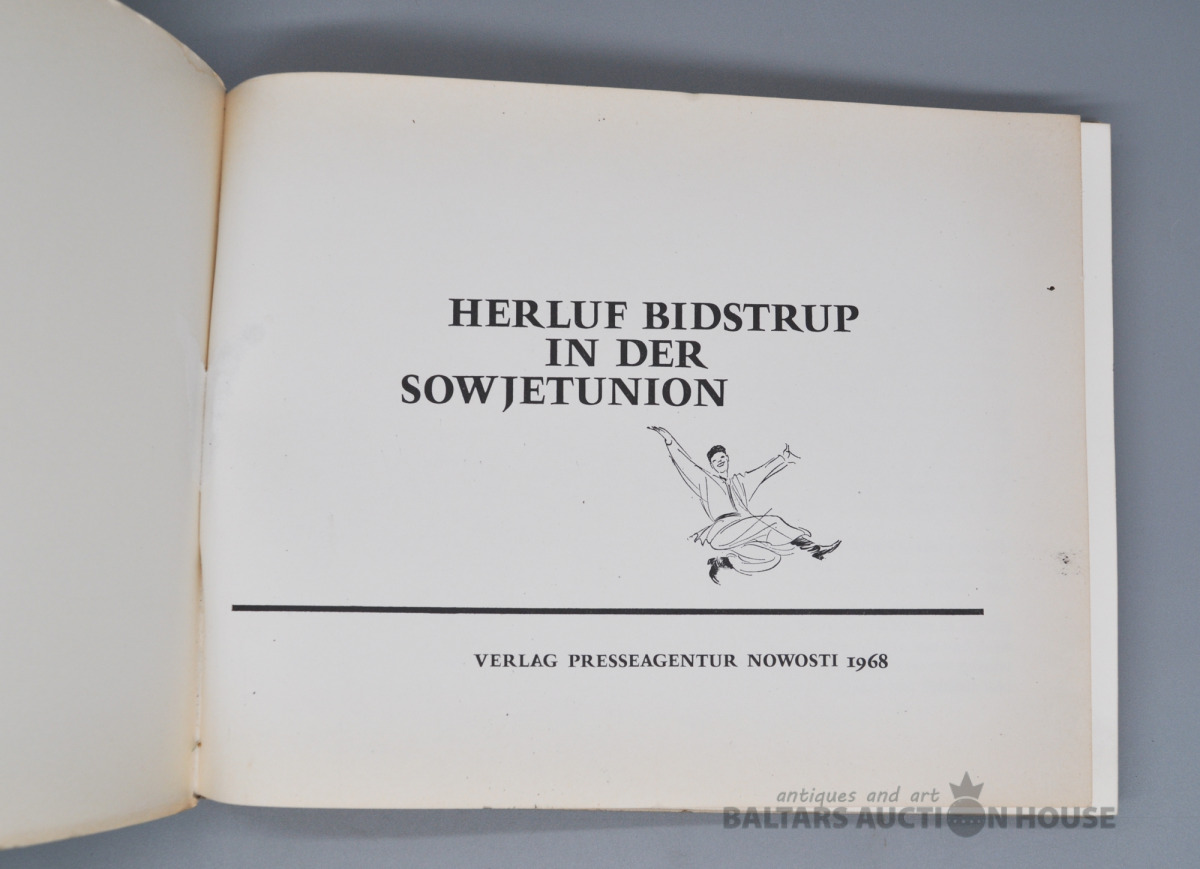 HERLUF BIDSTRUP
IN DER
SOWJETUNION
VERLAG PRESSEAGENTUR NOWOSTI 1968
antiques and art
BALTARS AUCTION HOUSE